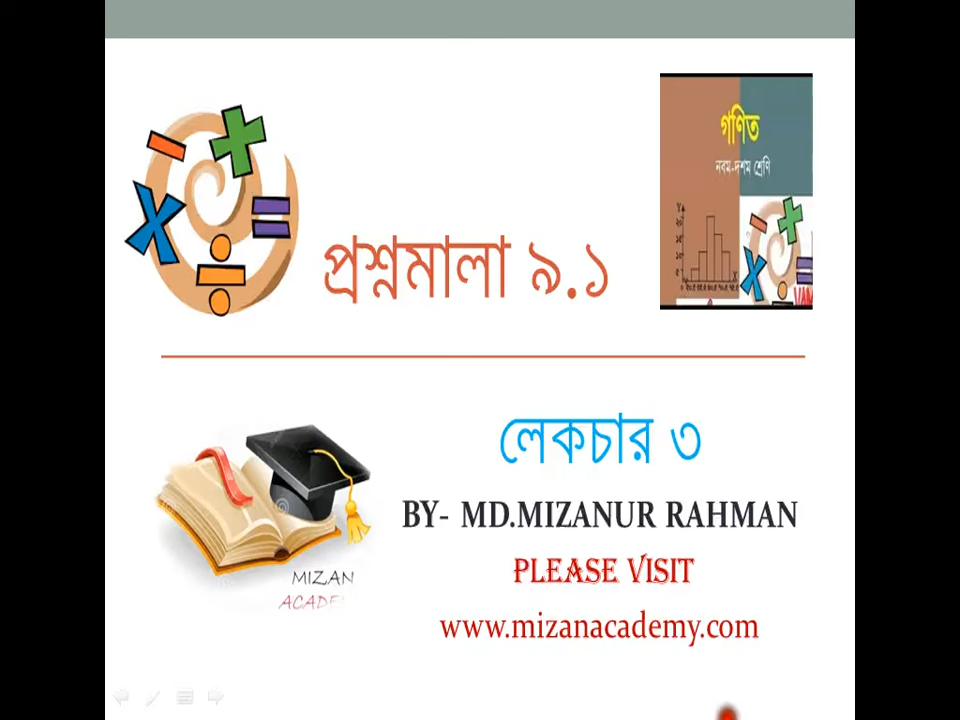 গণিত
নবম-দশম শ্রেণি
প্রশ্নমালা ৯.১
লেকচার ৩
BY- MD.MIZANUR RAHMAN
PLEASE VISIT
www.mizanacademy.com
MIZAN